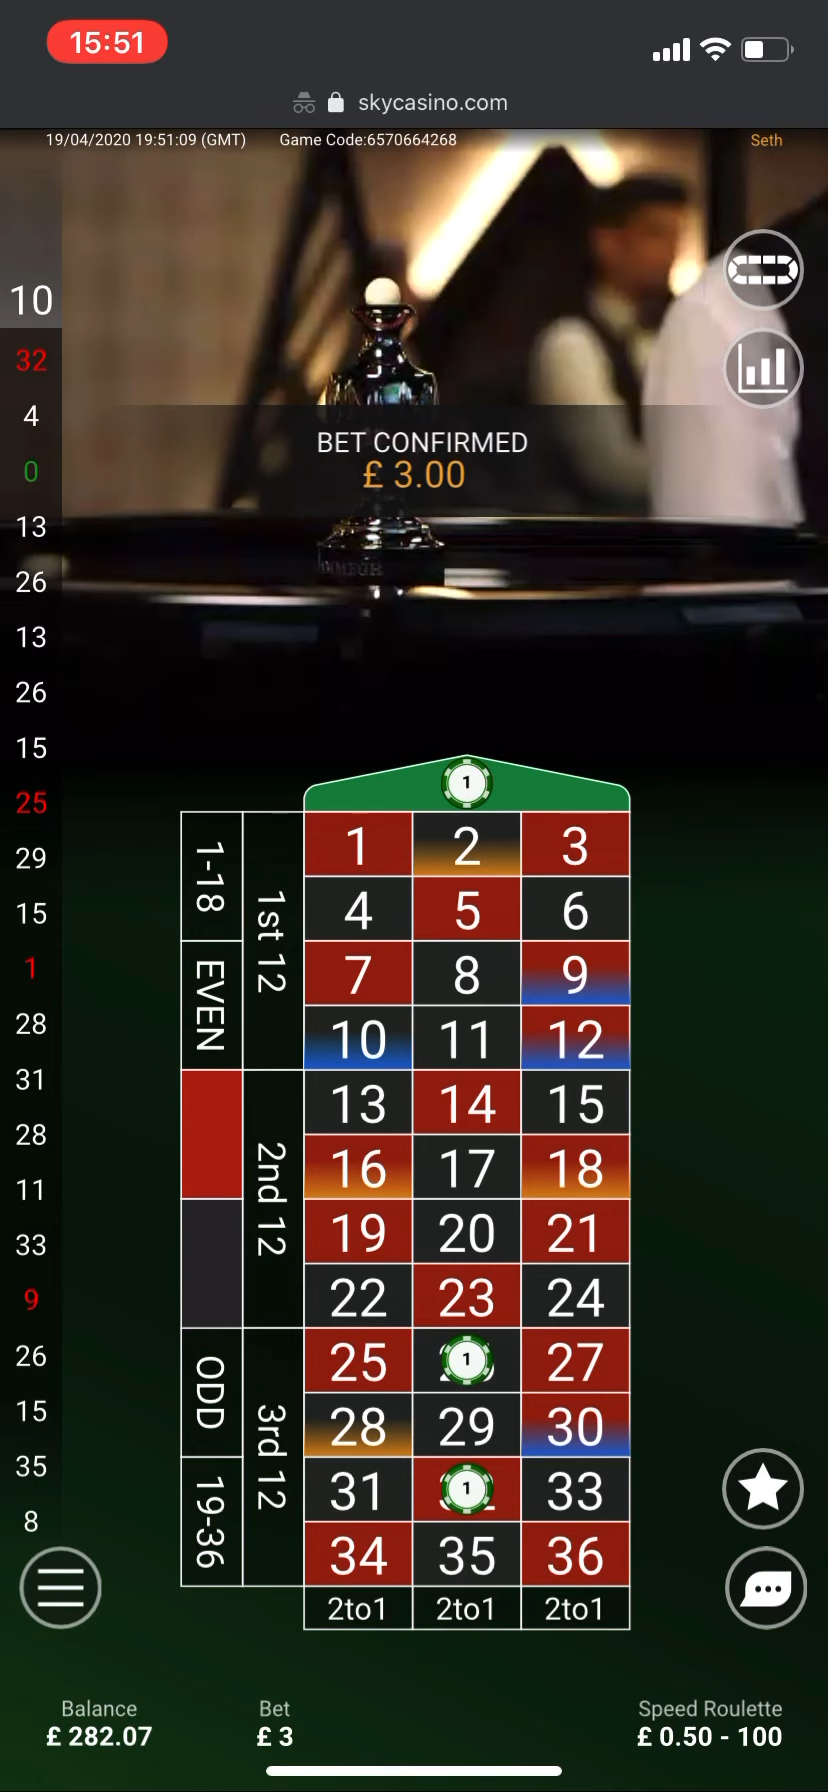 15:51
skycasino.com
19/04/2020 19:51:09 (GMT) Game Code:6570664268 Seth
10
32
4
0
13
26
13
26
15
25
29
15
1
28
31
28
11
33
9
26
15
35
8
BET CONFIRMED
£ 3.00
1
1 2 3
4 5 6
7 8 9
10 11 12
13 14 15
16 17 18
19 20 21
22 23 24
25 1 27
28 29 30
31 1 33
34 35 36
2to1 2to1 2to1
1st 12
2nd 12
3rd 12
1-18
EVEN
ODD
19-36
Balance
£ 282.07
Bet
£ 3
Speed Roulette
£ 0.50 - 100